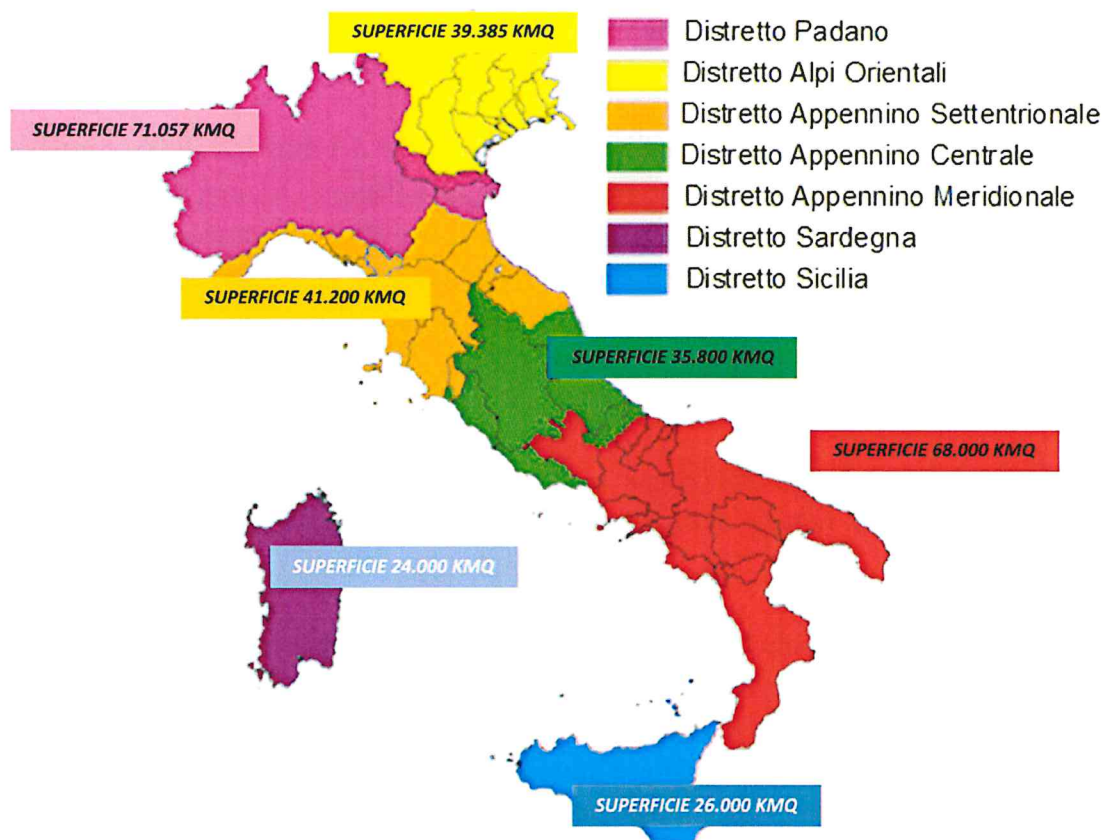 SUPERFICIE 39.385 KMQ
Distretto Padano
Distretto Alpi Orientali
Distretto Appennino Settentrionale
Distretto Appennino Centrale
Distretto Appennino Meridionale
Distretto Sardegna
Distretto Sicilia
SUPERFICIE 71.057 KMQ
SUPERFICIE 41.200 KMQ
SUPERFICIE 35.800 KMQ
SUPERFICIE 68.000 KMQ
SUPERFICIE 24.000 KMQ
SUPERFICIE 26.000 KMQ